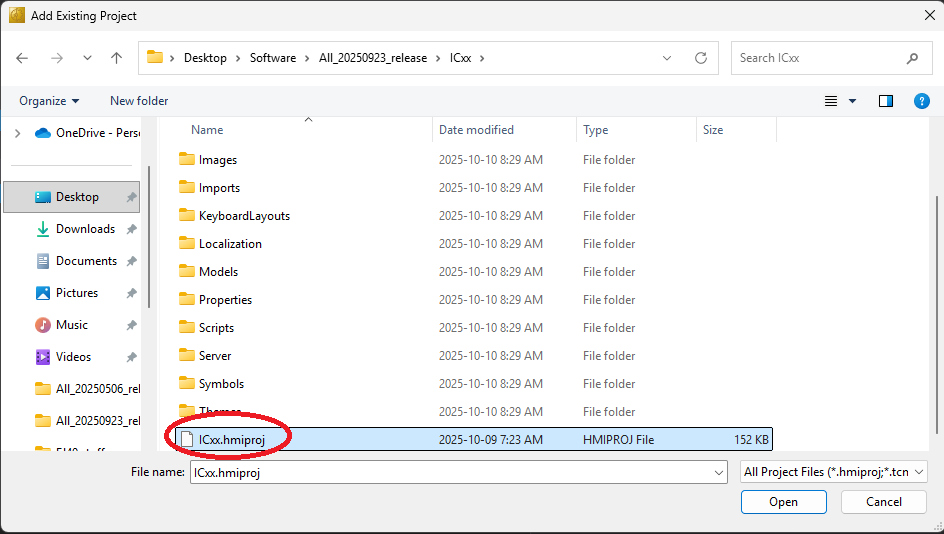 Add Existing Project
Desktop Software All_20250923_release ICxx
Search ICxx
Organize New folder
OneDrive - Perso
Desktop
Downloads
Documents
Pictures
Music
Videos
All_20250506_rel
All_20250923_rel
Name Date modified Type Size
Images 2025-10-10 8:29 AM File folder
Imports 2025-10-10 8:29 AM File folder
KeyboardLayouts 2025-10-10 8:29 AM File folder
Localization 2025-10-10 8:29 AM File folder
Models 2025-10-10 8:29 AM File folder
Properties 2025-10-10 8:29 AM File folder
Scripts 2025-10-10 8:29 AM File folder
Server 2025-10-10 8:29 AM File folder
Symbols 2025-10-10 8:29 AM File folder
Themes 2025-10-10 8:29 AM File folder
ICxx.hmiproj 2025-10-09 7:23 AM HMIPROJ File 152 KB
File name: ICxx.hmiproj All Project Files (*.hmiproj;*.tcn
Open Cancel